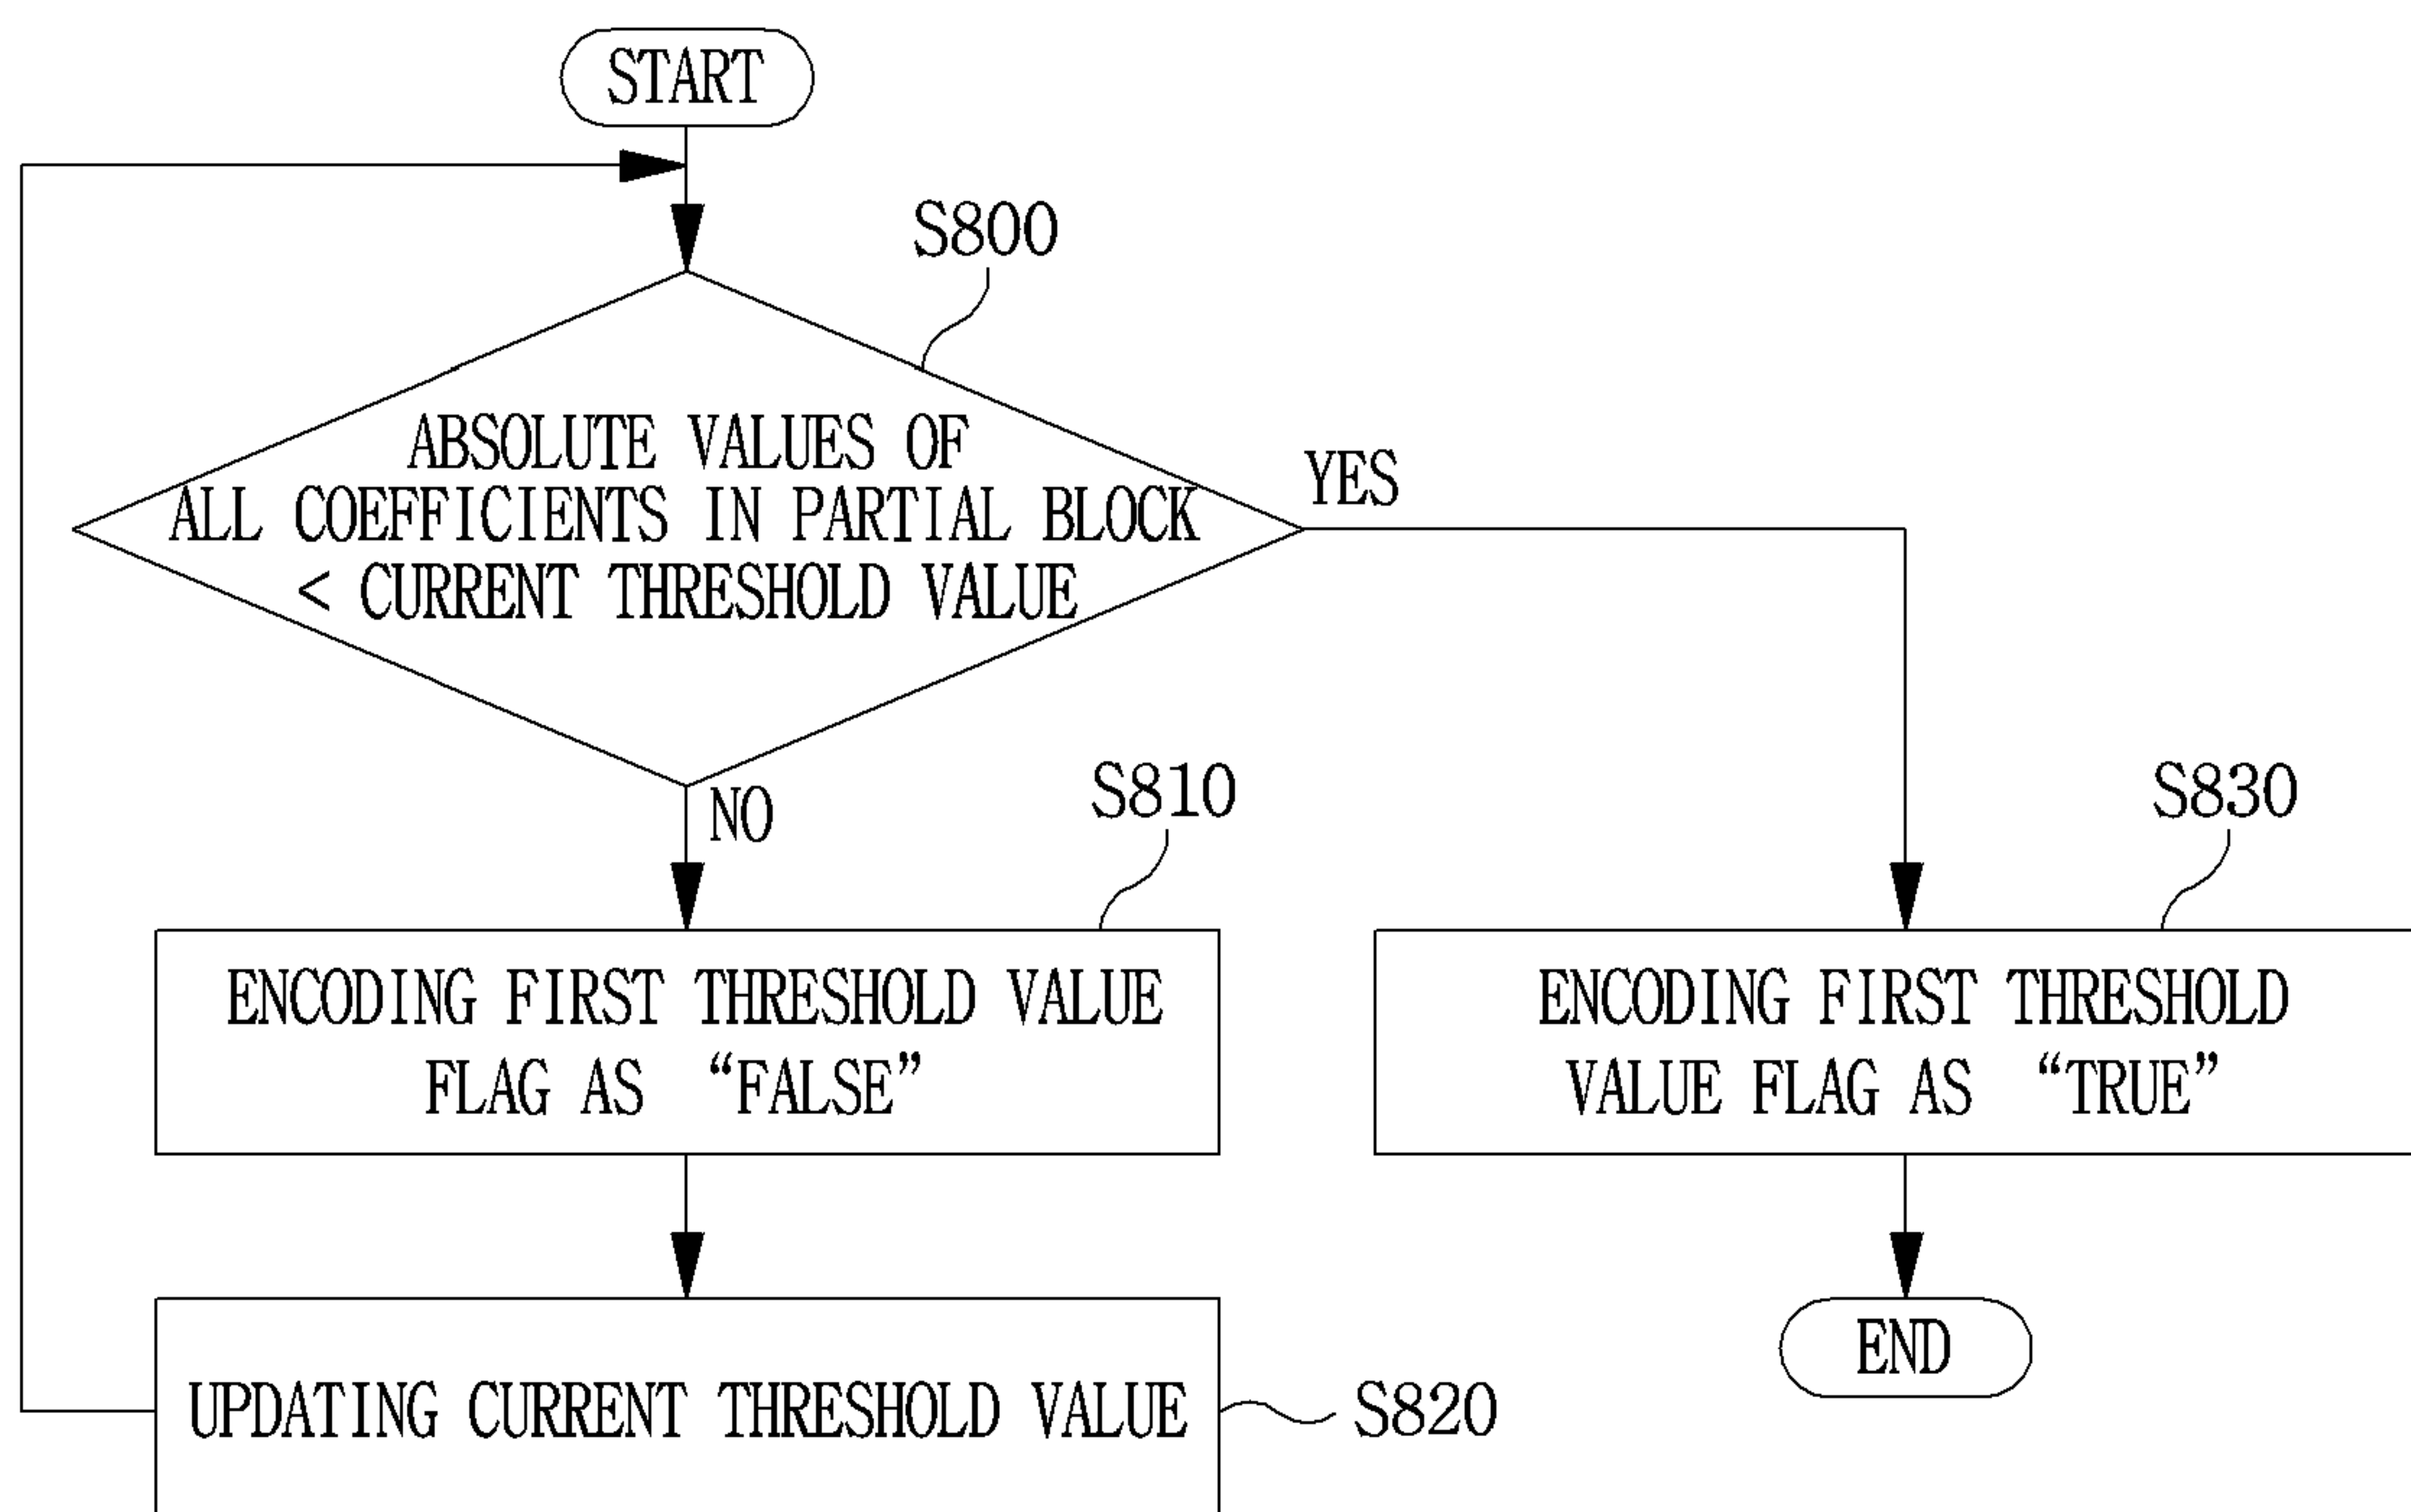 START
S800
ABSOLUTE VALUES OF
ALL COEFFICIENTS IN PARTIAL BLOCK
< CURRENT THRESHOLD VALUE
YES
NO
S810
S830
ENCODING FIRST THRESHOLD VALUE
FLAG AS “FALSE”
ENCODING FIRST THRESHOLD
VALUE FLAG AS “TRUE”
END
UPDATING CURRENT THRESHOLD VALUE
S820